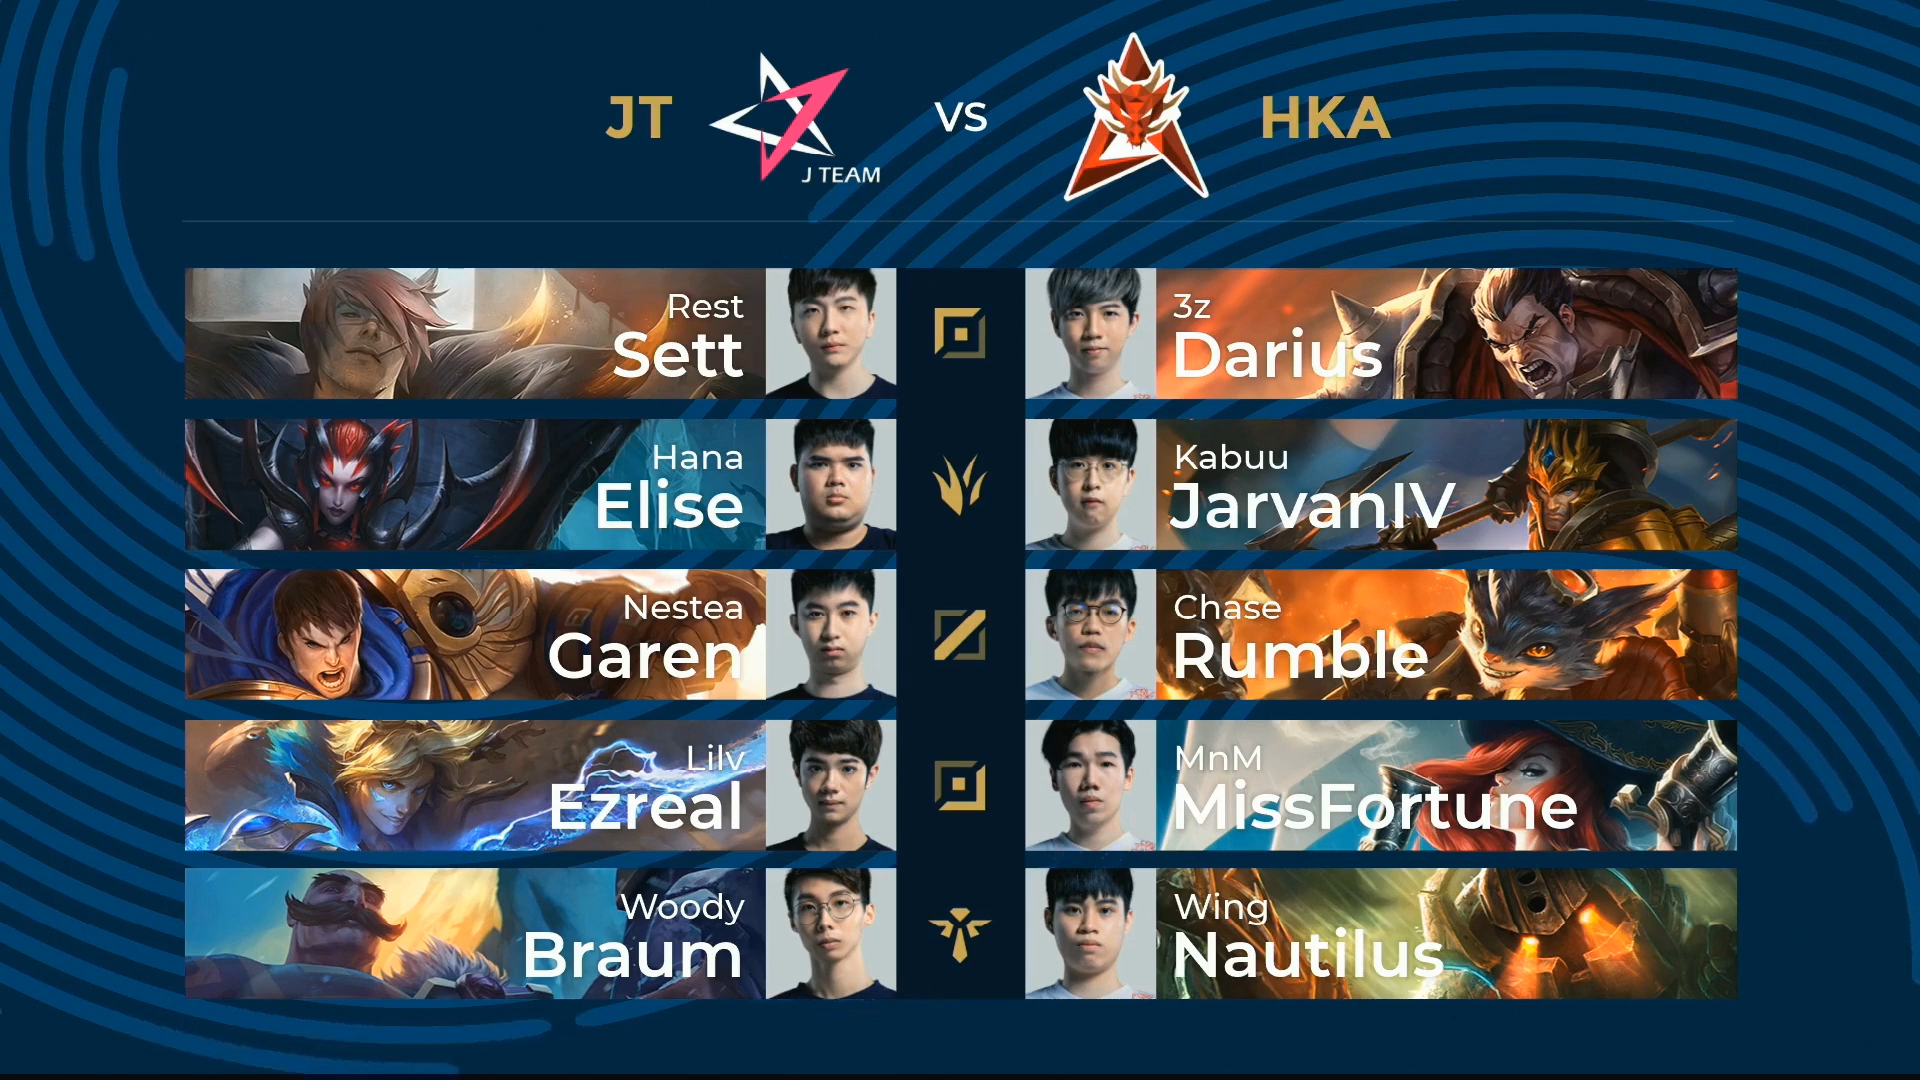 JT
J TEAM
VS
HKA
Rest
Sett
3z
Darius
Hana
Elise
Kabuu
JarvanIV
Nestea
Garen
Chase
Rumble
Lilv
Ezreal
MnM
MissFortune
Woody
Braum
Wing
Nautilus